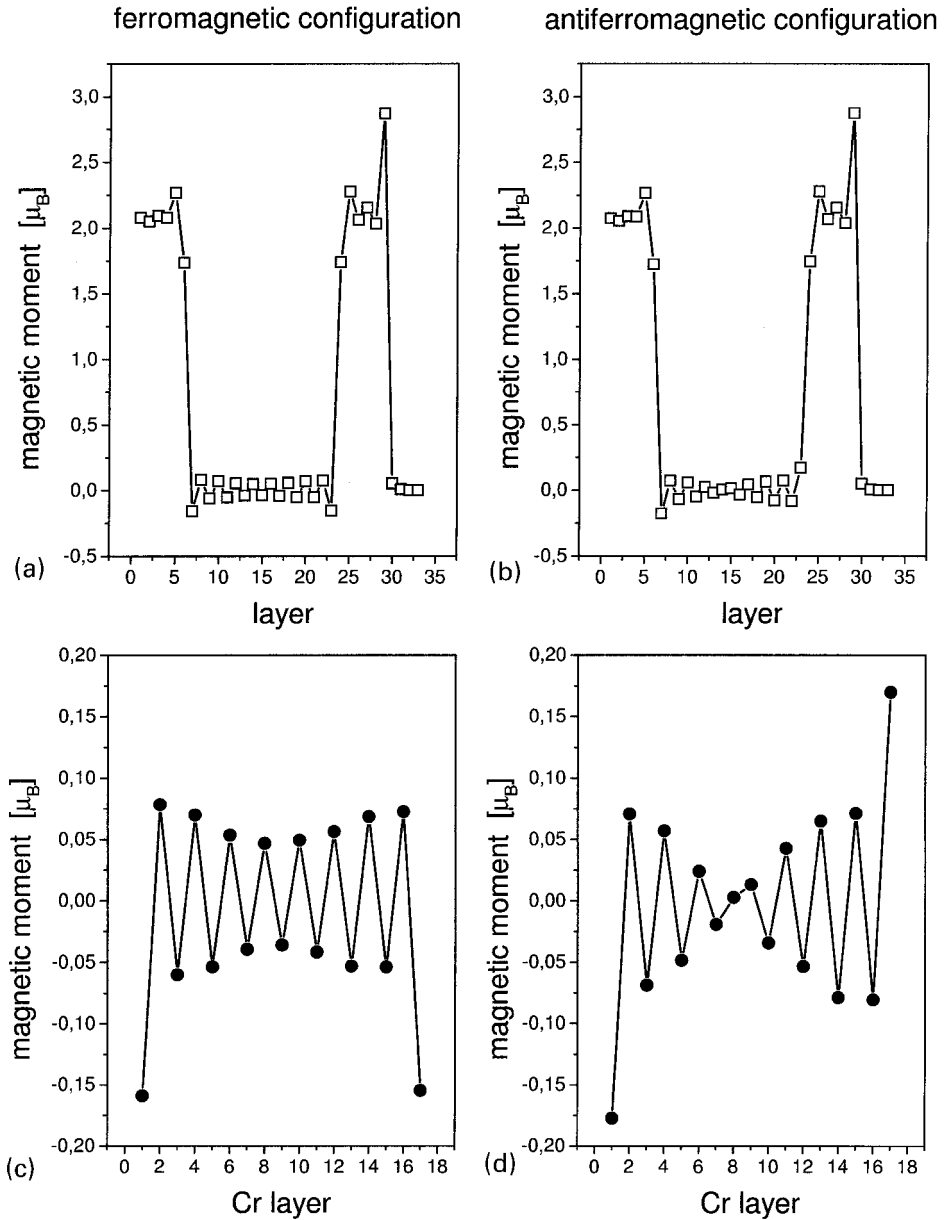 ferromagnetic configuration
antiferromagnetic configuration
3,0
2,5
2,0
1,5
1,0
0,5
0,0
-0,5
magnetic moment [μB]
0 5 10 15 20 25 30 35
layer
(a)
3,0
2,5
2,0
1,5
1,0
0,5
0,0
-0,5
magnetic moment [μB]
0 5 10 15 20 25 30 35
layer
(b)
0,20
0,15
0,10
0,05
0,00
-0,05
-0,10
-0,15
-0,20
magnetic moment [μB]
0 2 4 6 8 10 12 14 16 18
Cr layer
(c)
0,20
0,15
0,10
0,05
0,00
-0,05
-0,10
-0,15
-0,20
magnetic moment [μB]
0 2 4 6 8 10 12 14 16 18
Cr layer
(d)